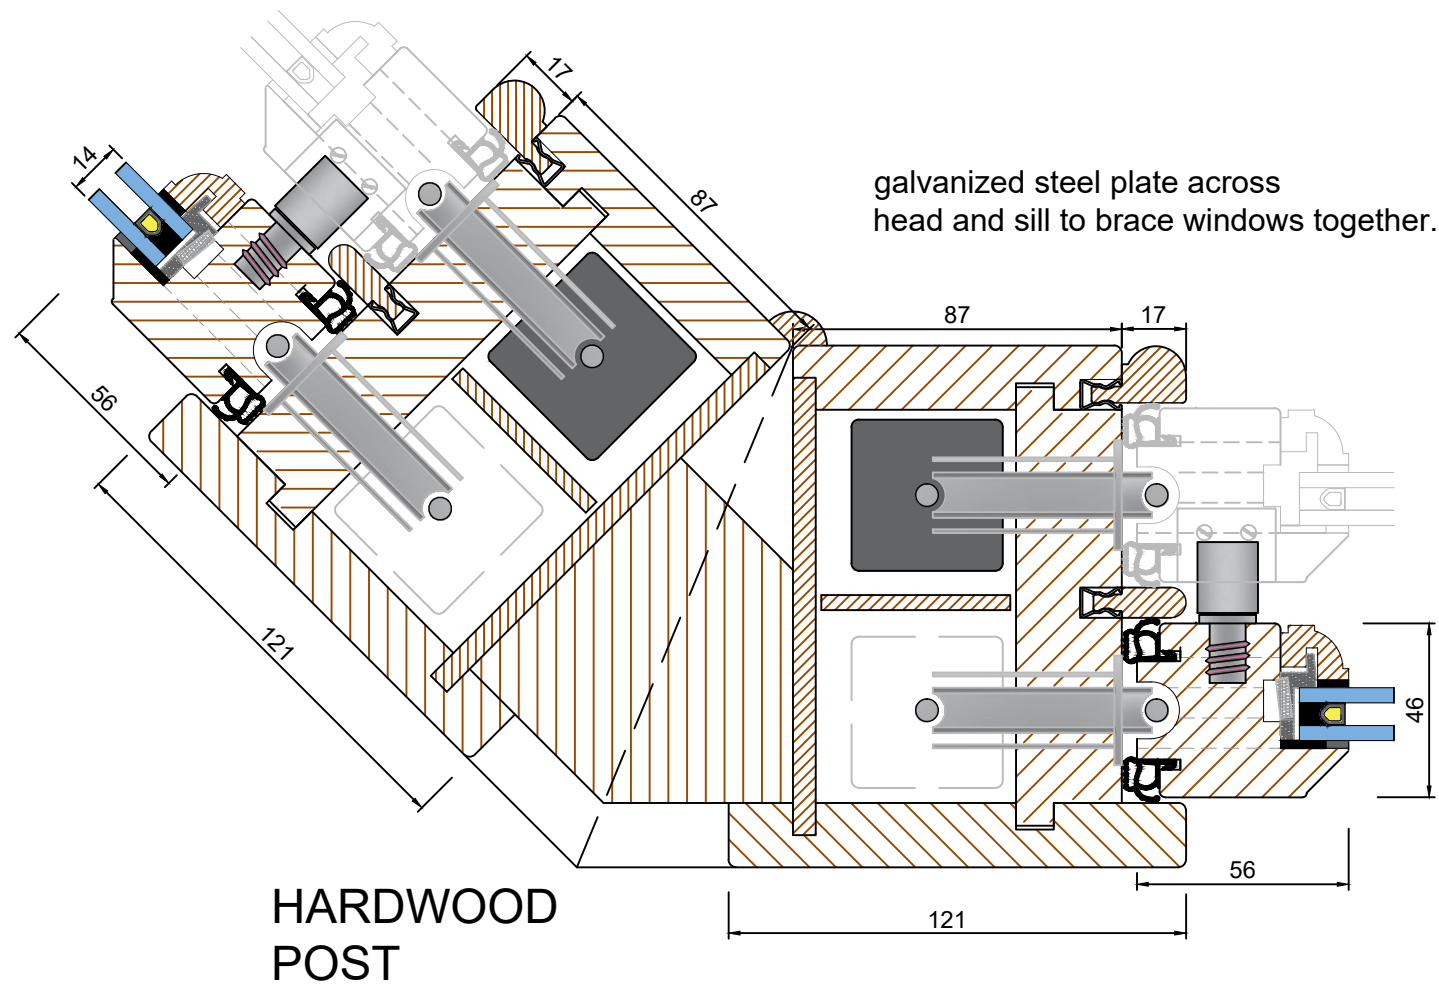 17
14
87
galvanized steel plate across
head and sill to brace windows together.
87
17
56
121
46
56
121
HARDWOOD
POST